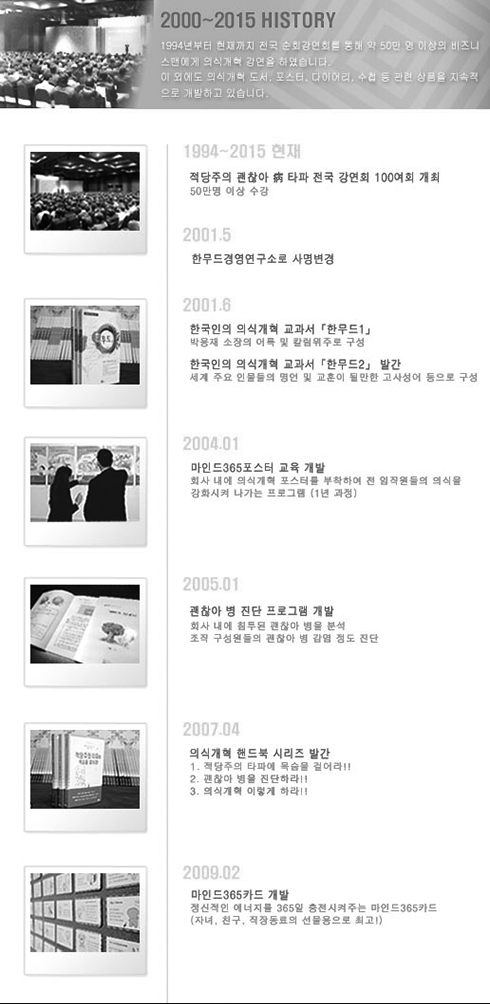 2000~2015 HISTORY
1994년부터 현재까지 전국 순회강연회를 통해 약 50만 명 이상의 비즈니
스맨에게 의식개혁 강연을 하였습니다.
이 외에도 의식개혁 도서, 포스터, 다이어리, 수첩 등 관련 상품을 지속적
으로 개발하고 있습니다.
1994~2015 현재
적당주의 괜찮아 病 타파 전국 강연회 100여회 개최
50만명 이상 수강
2001.5
한무드경영연구소로 사명변경
2001.6
한국인의 의식개혁 교과서「한무드1」
박응재 소장의 어록 및 칼럼위주로 구성
한국인의 의식개혁 교과서「한무드2」 발간
세계 주요 인물들의 명언 및 교훈이 될만한 고사성어 등으로 구성
2004.01
마인드365포스터 교육 개발
회사 내에 의식개혁 포스터를 부착하여 전 임직원들의 의식을
강화시켜 나가는 프로그램 (1년 과정)
2005.01
괜찮아 병 진단 프로그램 개발
회사 내에 침투된 괜찮아 병을 분석
조직 구성원들의 괜찮아 병 감염 정도 진단
2007.04
의식개혁 핸드북 시리즈 발간
1. 적당주의 타파에 목숨을 걸어라!!
2. 괜찮아 병을 진단하라!!
3. 의식개혁 이렇게 하라!!
2009.02
마인드365카드 개발
정신적인 에너지를 365일 충전시켜주는 마인드365카드
(자녀, 친구, 직장동료의 선물용으로 최고!)